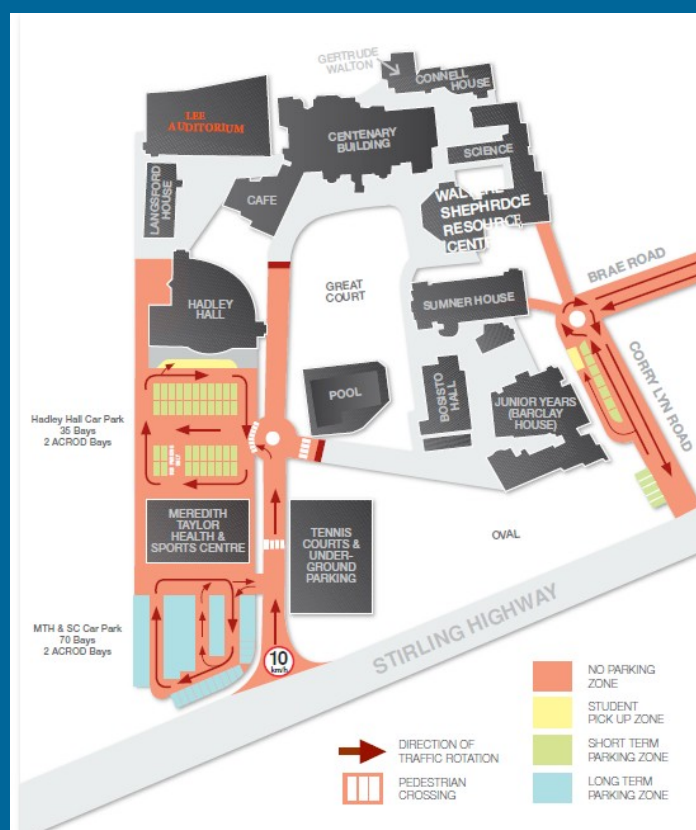 GERTRUDE
WALTON
CONNELL
HOUSE
LEE
AUDITORIUM
CENTENARY
BUILDING
SCIENCE
LANGSFORD
HOUSE
CAFE
SHEPHRDCE
RESOURCE
BRAE ROAD
GREAT
COURT
HADLEY
HALL
SUMNER HOUSE
CORRY LYN ROAD
POOL
BOSISTO
HALL
JUNIOR YEARS
(BARCLAY
HOUSE)
Hadley Hall Car Park
35 Bays
2 ACROD Bays
MEREDITH
TAYLOR
HEALTH &
SPORTS CENTRE
TENNIS
COURTS &
UNDER-
GROUND
PARKING
OVAL
MTH & SC Car Park
70 Bays
2 ACROD Bays
STIRLING HIGHWAY
10
km/h
NO PARKING
ZONE
STUDENT
PICK UP ZONE
DIRECTION OF
TRAFFIC ROTATION
SHORT TERM
PARKING ZONE
PEDESTRIAN
CROSSING
LONG TERM
PARKING ZONE